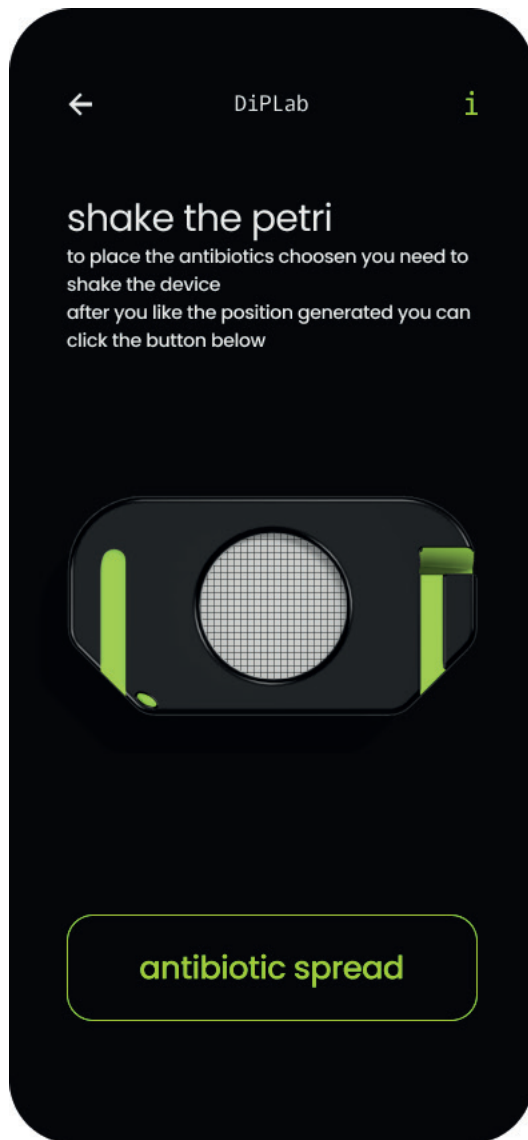 DiPLab
i
shake the petri
to place the antibiotics choosen you need to
shake the device
after you like the position generated you can
click the button below
antibiotic spread